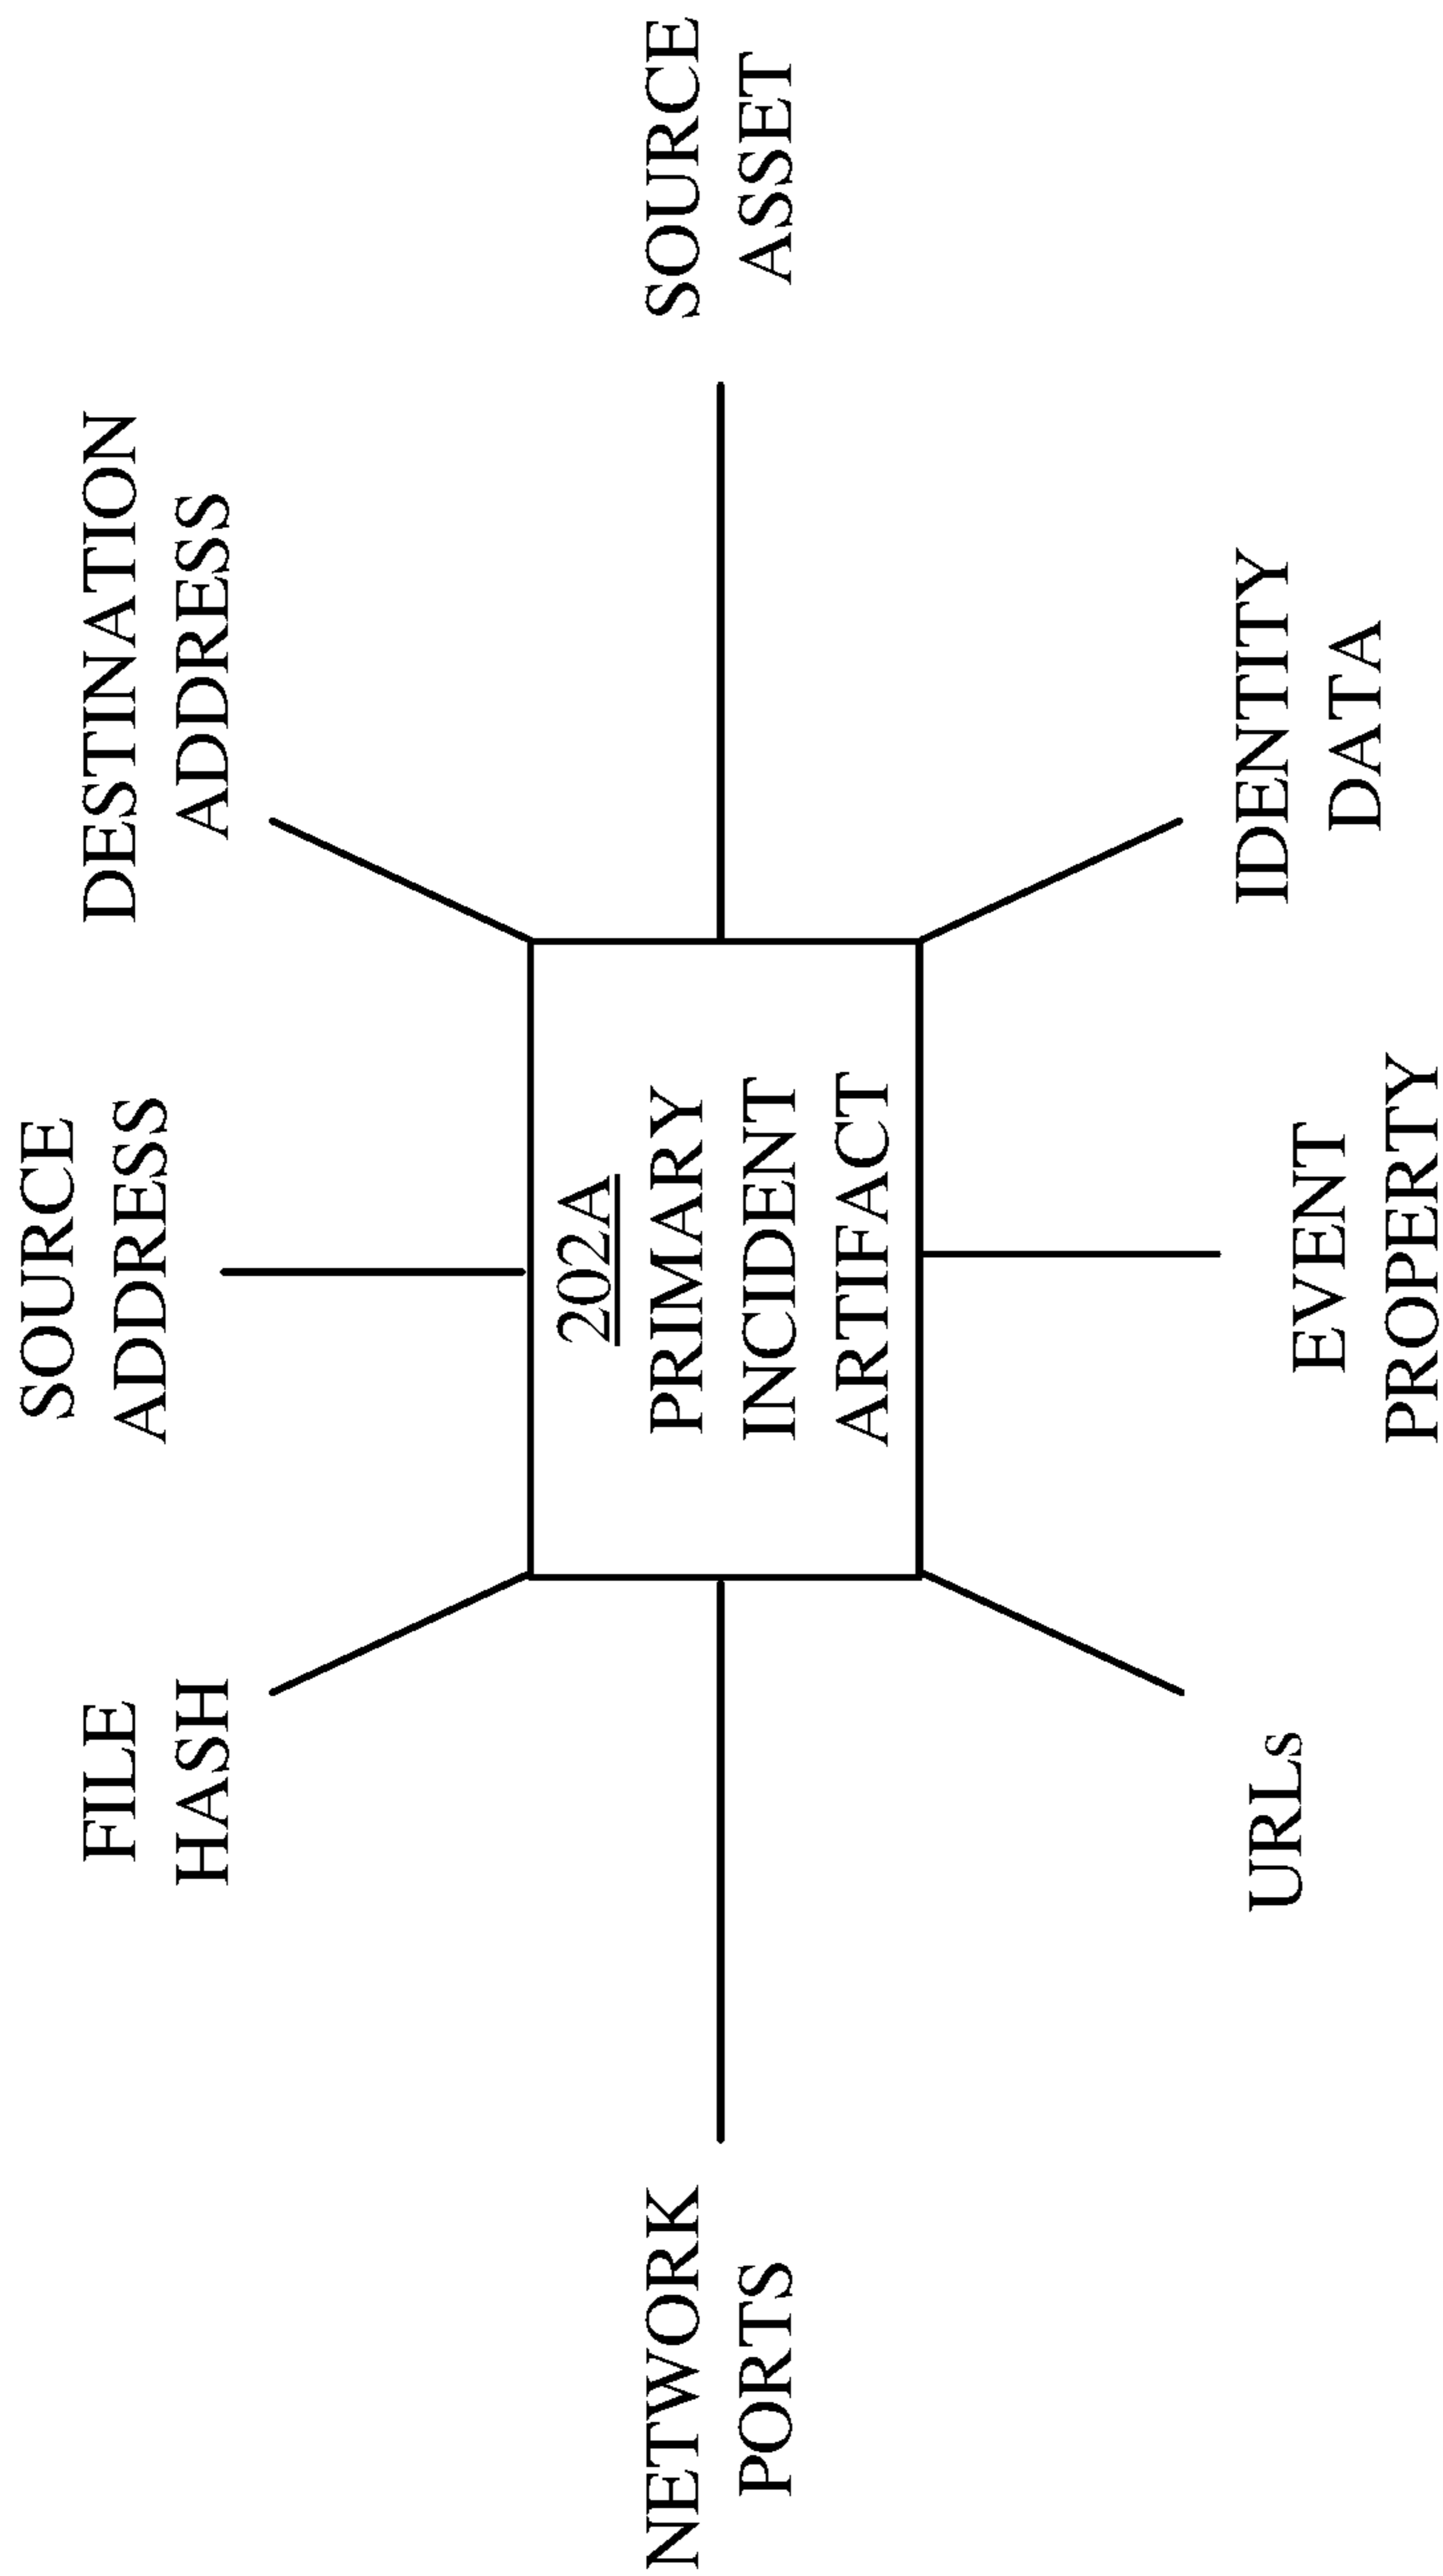 SOURCE
ADDRESS
FILE
HASH
DESTINATION
ADDRESS
202A
PRIMARY
INCIDENT
ARTIFACT
NETWORK
PORTS
SOURCE
ASSET
URLs
IDENTITY
DATA
EVENT
PROPERTY